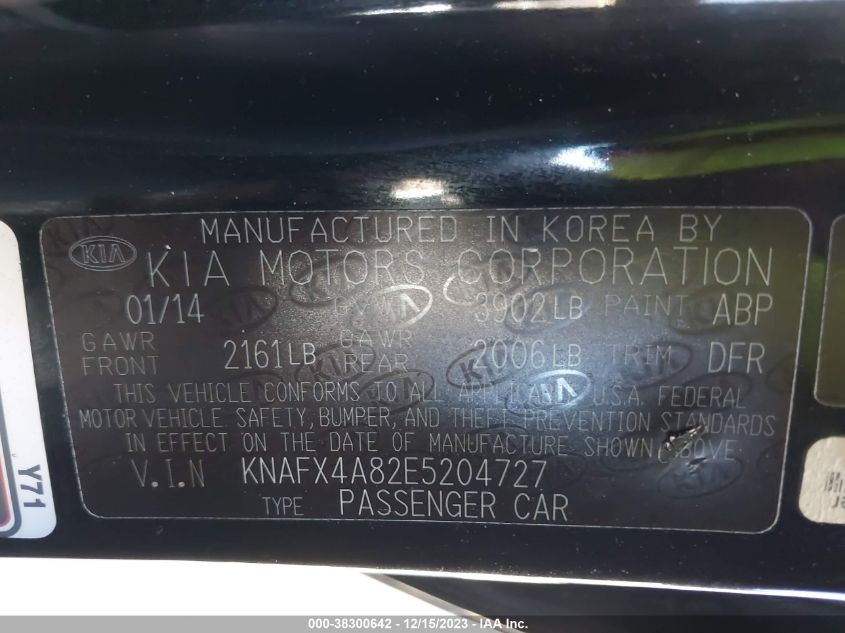 MANUFACTURED IN KOREA BY
KIA KIA MOTORS CORPORATION
01/14 3902LB PAINT ABP
GAWR FRONT 2161LB GAWR REAR 2006LB TRIM DFR
THIS VEHICLE CONFORMS TO ALL APPLICABLE U.S.A. FEDERAL
MOTOR VEHICLE SAFETY, BUMPER, AND THEFT PREVENTION STANDARDS
IN EFFECT ON THE DATE OF MANUFACTURE SHOWN ABOVE
V.I.N KNAFX4A82E5204727
TYPE PASSENGER CAR
Y71
000-38300642 - 12/15/2023 - IAA Inc.